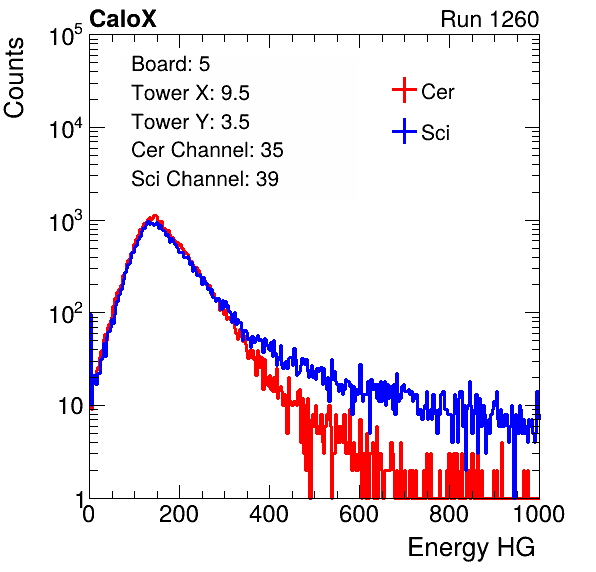 CaloX Run 1260
Counts
10^5
10^4
10^3
10^2
10
1
Board: 5
Tower X: 9.5
Tower Y: 3.5
Cer Channel: 35
Sci Channel: 39
Cer
Sci
0 200 400 600 800 1000
Energy HG